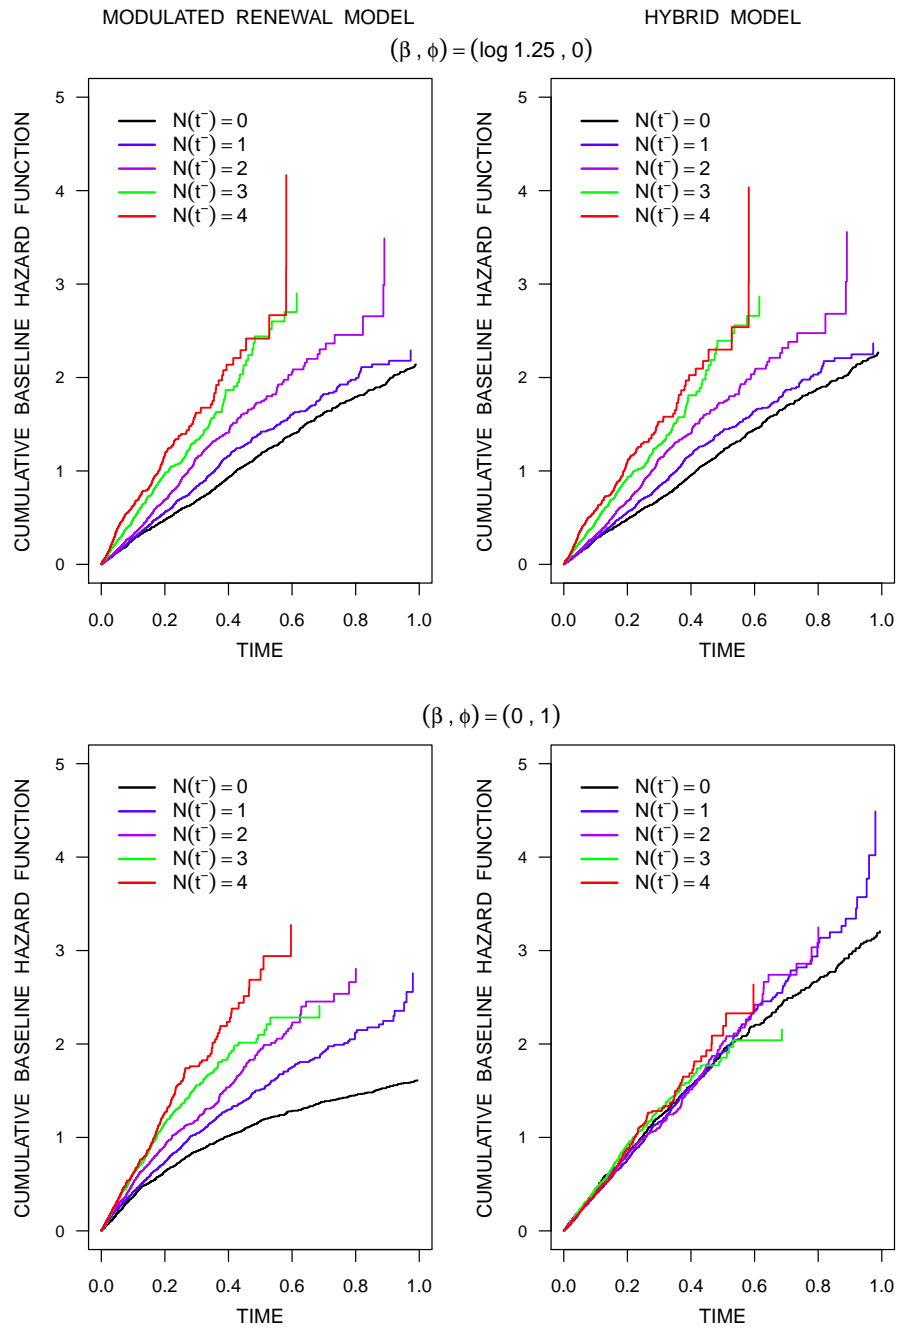 MODULATED RENEWAL MODEL
HYBRID MODEL
(β , ϕ) = (log 1.25 , 0)
CUMULATIVE BASELINE HAZARD FUNCTION
5
4
3
2
1
0
N(t⁻) = 0
N(t⁻) = 1
N(t⁻) = 2
N(t⁻) = 3
N(t⁻) = 4
0.0 0.2 0.4 0.6 0.8 1.0
TIME
CUMULATIVE BASELINE HAZARD FUNCTION
5
4
3
2
1
0
N(t⁻) = 0
N(t⁻) = 1
N(t⁻) = 2
N(t⁻) = 3
N(t⁻) = 4
0.0 0.2 0.4 0.6 0.8 1.0
TIME
(β , ϕ) = (0 , 1)
CUMULATIVE BASELINE HAZARD FUNCTION
5
4
3
2
1
0
N(t⁻) = 0
N(t⁻) = 1
N(t⁻) = 2
N(t⁻) = 3
N(t⁻) = 4
0.0 0.2 0.4 0.6 0.8 1.0
TIME
CUMULATIVE BASELINE HAZARD FUNCTION
5
4
3
2
1
0
N(t⁻) = 0
N(t⁻) = 1
N(t⁻) = 2
N(t⁻) = 3
N(t⁻) = 4
0.0 0.2 0.4 0.6 0.8 1.0
TIME